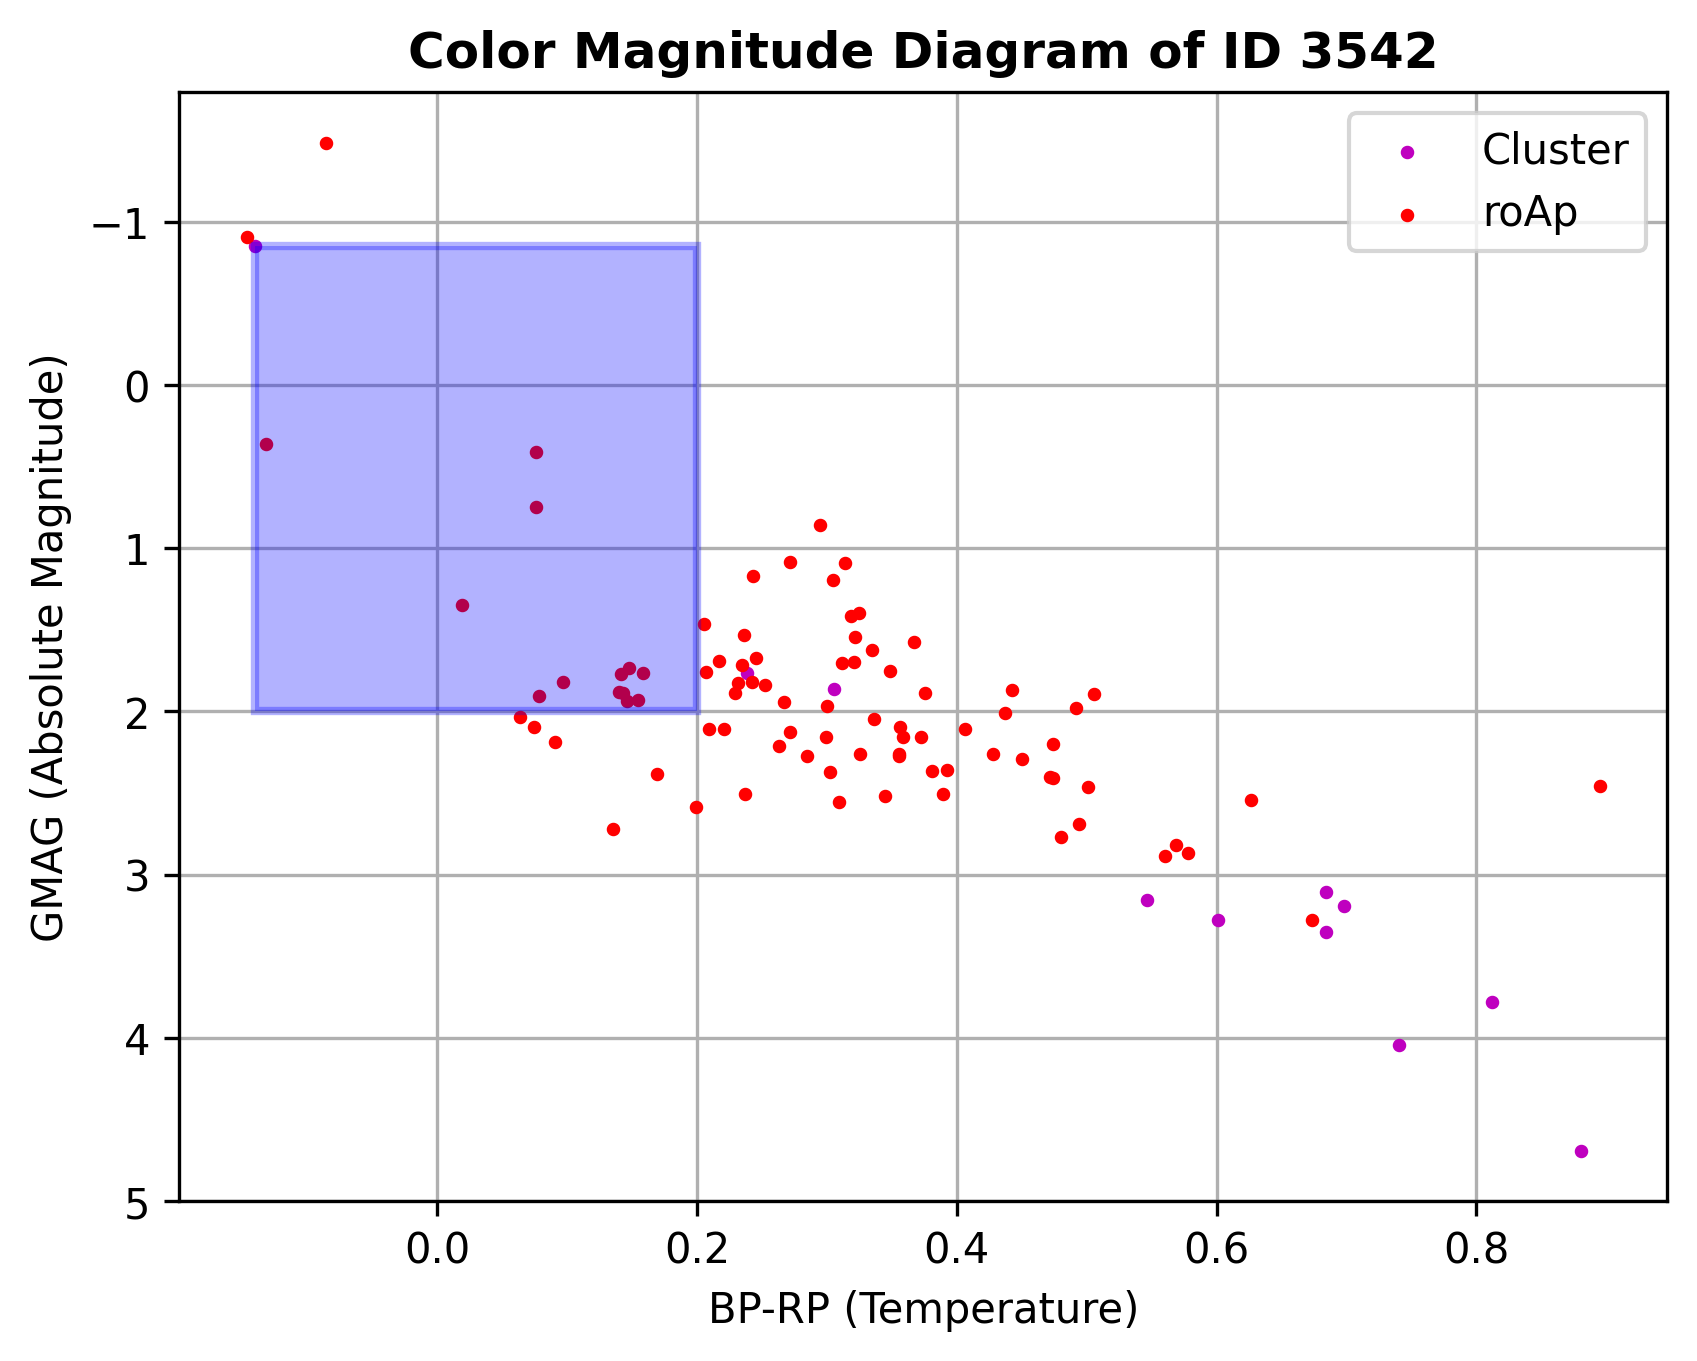 Color Magnitude Diagram of ID 3542
Cluster
roAp
−1
0
1
2
3
4
5
GMAG (Absolute Magnitude)
0.0 0.2 0.4 0.6 0.8
BP-RP (Temperature)